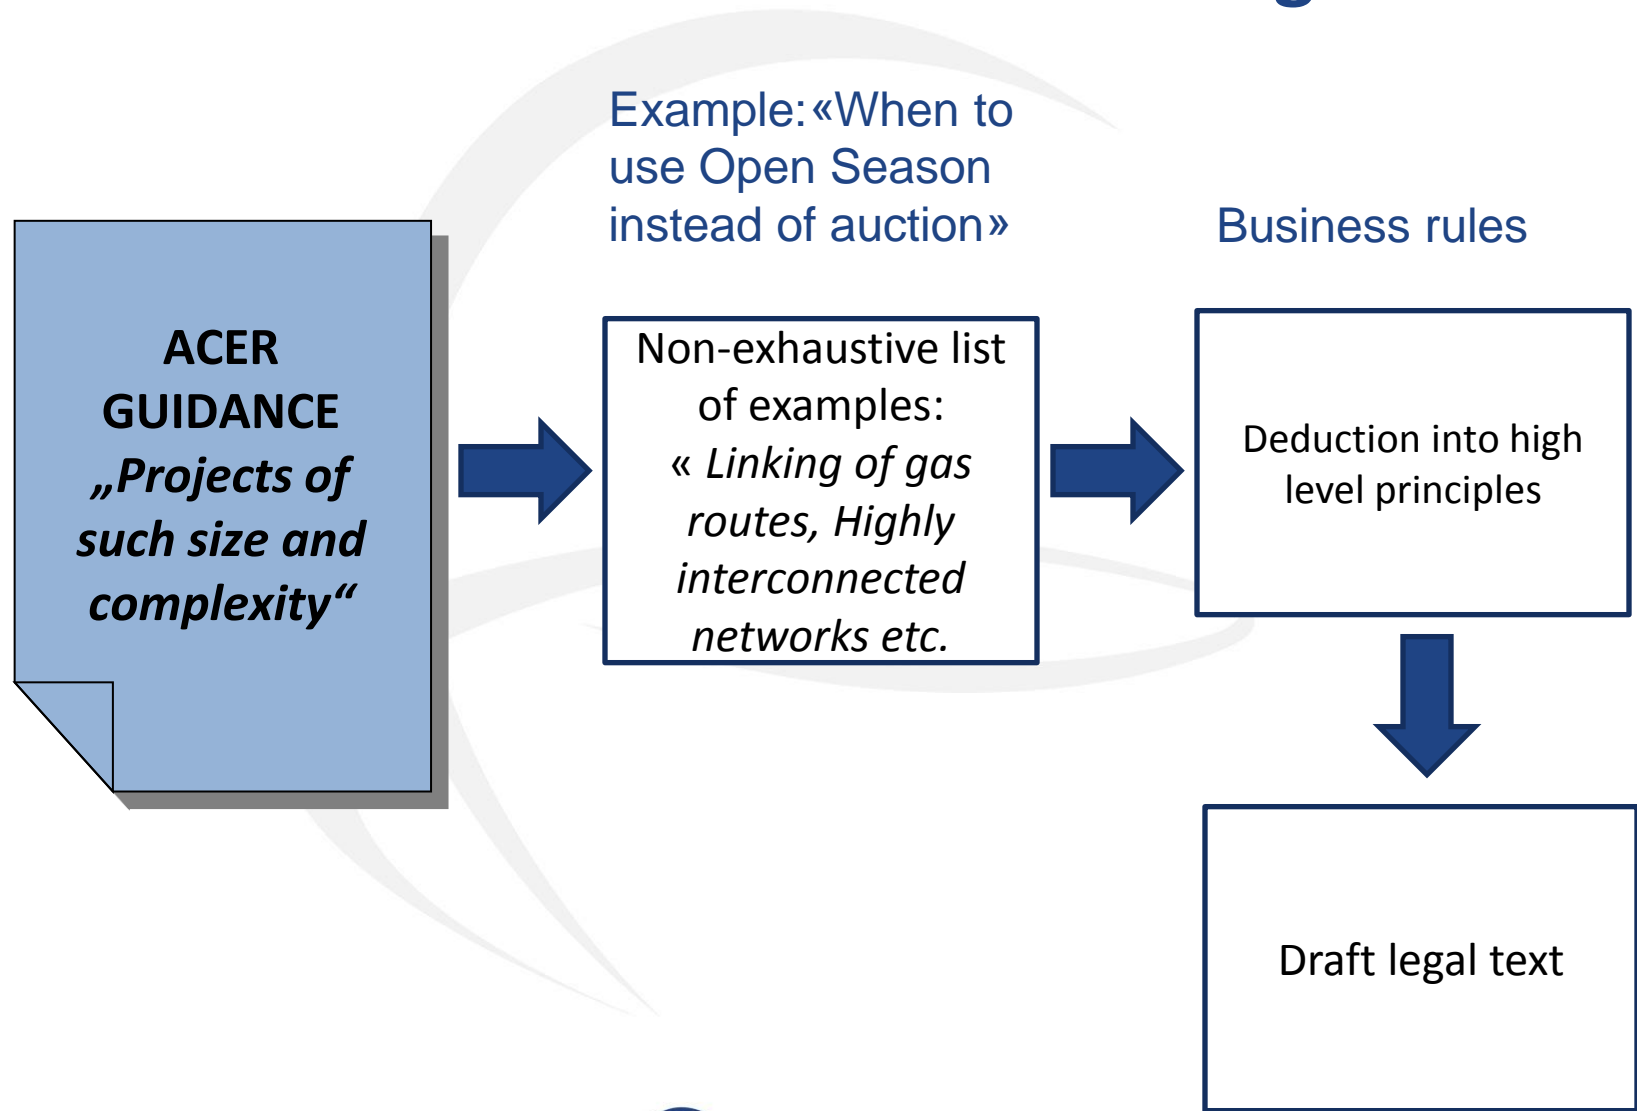 Example: «When to
use Open Season
instead of auction»
Business rules
ACER
GUIDANCE
„Projects of
such size and
complexity“
Non-exhaustive list
of examples:
« Linking of gas
routes, Highly
interconnected
networks etc.
Deduction into high
level principles
Draft legal text